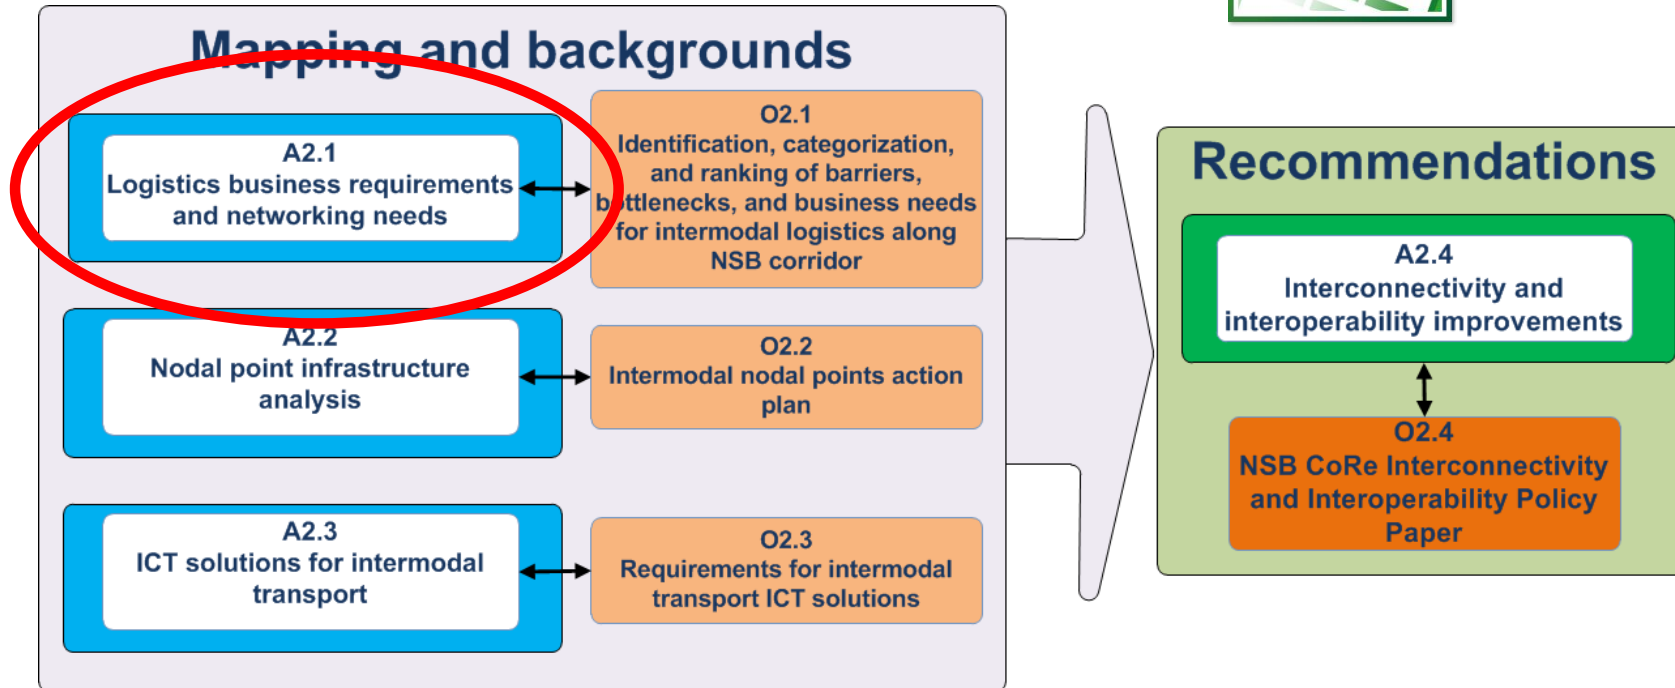 Mapping and backgrounds
A2.1
Logistics business requirements
and networking needs
O2.1
Identification, categorization,
and ranking of barriers,
bottlenecks, and business needs
for intermodal logistics along
NSB corridor
A2.2
Nodal point infrastructure
analysis
O2.2
Intermodal nodal points action
plan
A2.3
ICT solutions for intermodal
transport
O2.3
Requirements for intermodal
transport ICT solutions
Recommendations
A2.4
Interconnectivity and
interoperability improvements
O2.4
NSB CoRe Interconnectivity
and Interoperability Policy
Paper